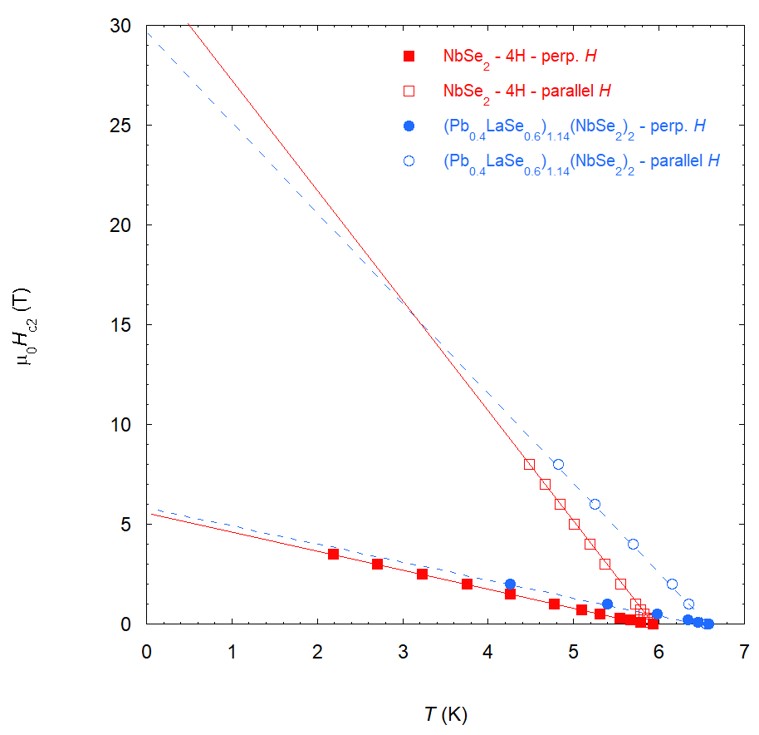 30
NbSe2 - 4H - perp. H
NbSe2 - 4H - parallel H
(Pb0.4LaSe0.6)1.14(NbSe2)2 - perp. H
(Pb0.4LaSe0.6)1.14(NbSe2)2 - parallel H
25
20
μ0Hc2 (T)
15
10
5
0
0 1 2 3 4 5 6 7
T (K)